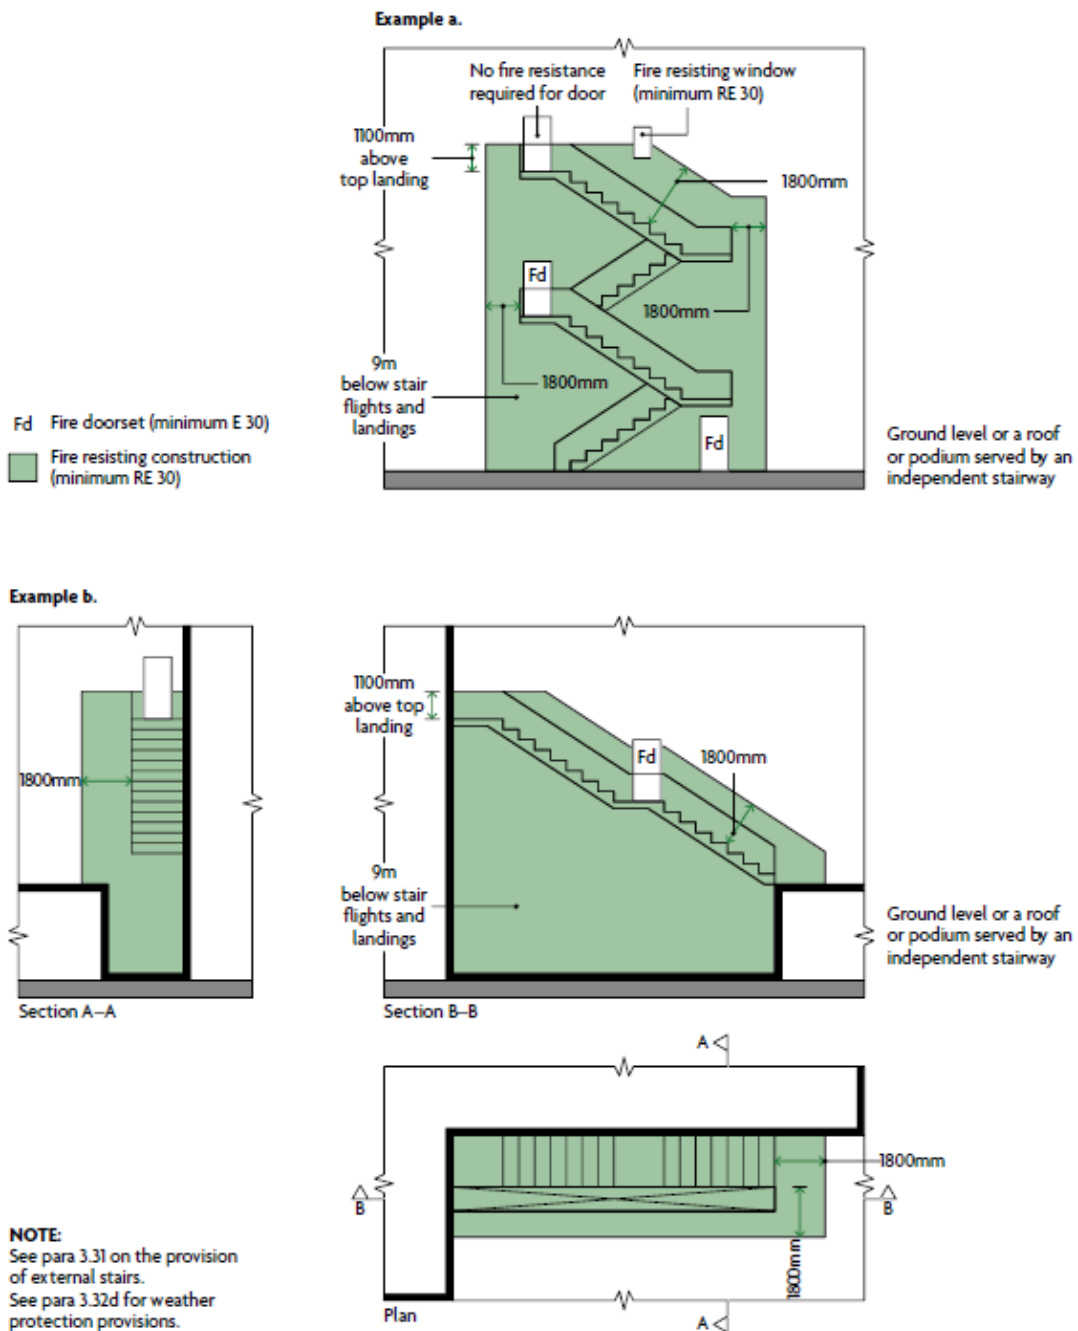 Example a.
No fire resistance
required for door
Fire resisting window
(minimum RE 30)
1100mm
above
top landing
1800mm
Fd
1800mm
9m
below stair
flights and
landings
1800mm
Fd
Fd Fire doorset (minimum E 30)
Fire resisting construction
(minimum RE 30)
Ground level or a roof
or podium served by an
independent stairway
Example b.
1800mm
Section A–A
1100mm
above top
landing
Fd
1800mm
9m
below stair
flights and
landings
Ground level or a roof
or podium served by an
independent stairway
Section B–B
A
1800mm
B
B
1800mm
Plan
A
NOTE:
See para 3.31 on the provision
of external stairs.
See para 3.32d for weather
protection provisions.